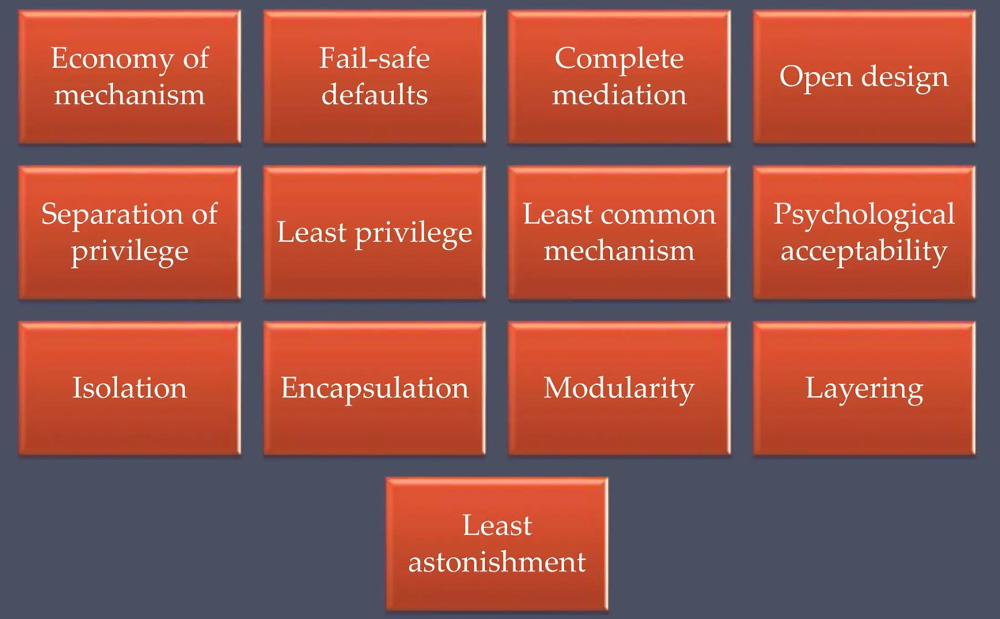 Economy of
mechanism
Fail-safe
defaults
Complete
mediation
Open design
Separation of
privilege
Least privilege
Least common
mechanism
Psychological
acceptability
Isolation
Encapsulation
Modularity
Layering
Least
astonishment